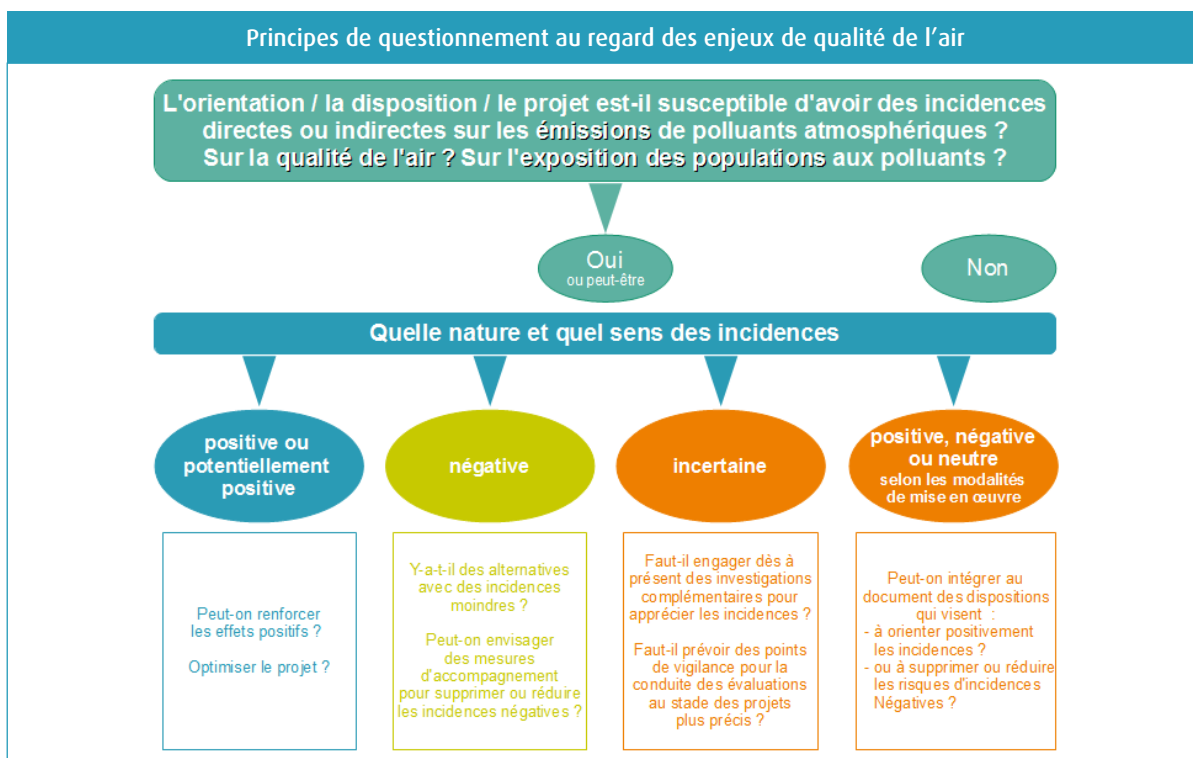 Principes de questionnement au regard des enjeux de qualité de l'air
L'orientation / la disposition / le projet est-il susceptible d'avoir des incidences
directes ou indirectes sur les émissions de polluants atmosphériques ?
Sur la qualité de l'air ? Sur l'exposition des populations aux polluants ?
Oui
ou peut-être
Non
Quelle nature et quel sens des incidences
positive ou
potentiellement
positive
négative
incertaine
positive, négative
ou neutre
selon les modalités
de mise en œuvre
Peut-on renforcer
les effets positifs ?
Optimiser le projet ?
Y-a-t-il des alternatives
avec des incidences
moindres ?
Peut-on envisager
des mesures
d'accompagnement
pour supprimer ou réduire
les incidences négatives ?
Faut-il engager dès à
présent des investigations
complémentaires pour
apprécier les incidences ?
Faut-il prévoir des points
de vigilance pour la
conduite des évaluations
au stade des projets
plus précis ?
Peut-on intégrer au
document des dispositions
qui visent :
- à orienter positivement
les incidences ?
- ou à supprimer ou réduire
les risques d'incidences
Négatives ?